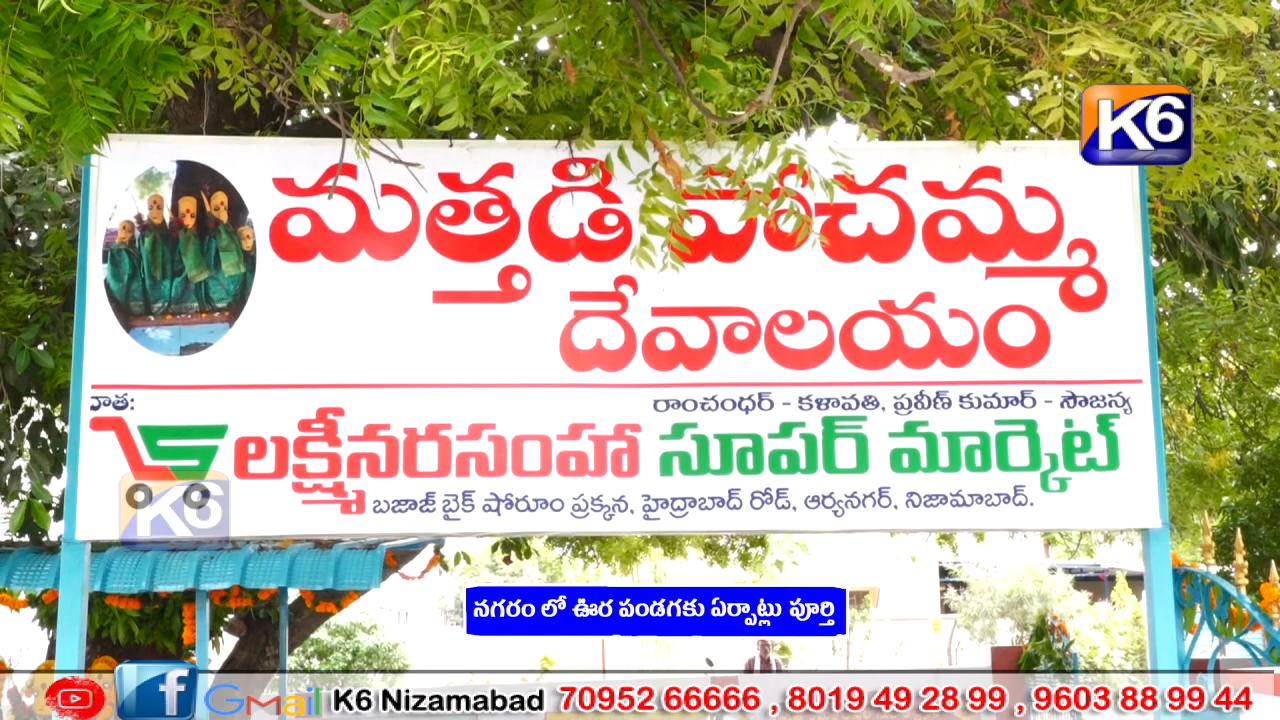 K6
మత్తడి పోచమ్మ
దేవాలయం
దాత:
రాంచందర్ - కళావతి, ప్రవీణ్ కుమార్ - సౌజన్య
లక్ష్మీనరసింహా సూపర్ మార్కెట్
బజాజ్ బైక్ షోరూం ప్రక్కన, హైద్రాబాద్ రోడ్, ఆర్యనగర్, నిజామాబాద్.
K6
నగరం లో ఊర పండగకు ఏర్పాట్లు పూర్తి
f Gmail K6 Nizamabad 70952 66666 , 8019 49 28 99 , 9603 88 99 44